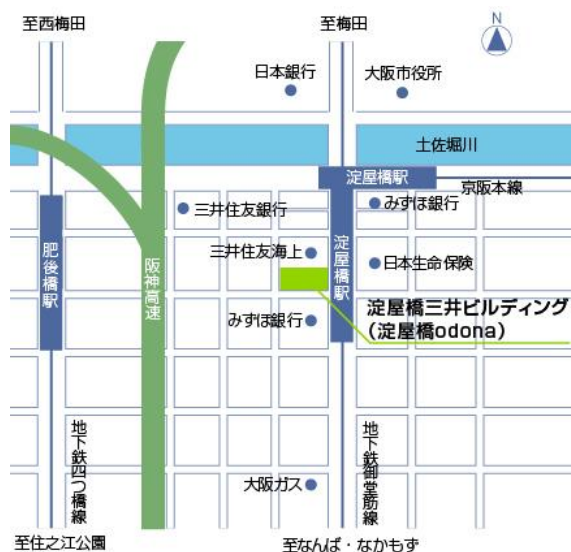 至西梅田
至梅田
N
日本銀行
大阪市役所
土佐堀川
淀屋橋駅
京阪本線
三井住友銀行
みずほ銀行
肥後橋駅
阪神高速
三井住友海上
淀屋橋駅
日本生命保険
淀屋橋三井ビルディング
(淀屋橋odona)
みずほ銀行
地下鉄四つ橋線
地下鉄御堂筋線
大阪ガス
至住之江公園
至なんば・なかもず